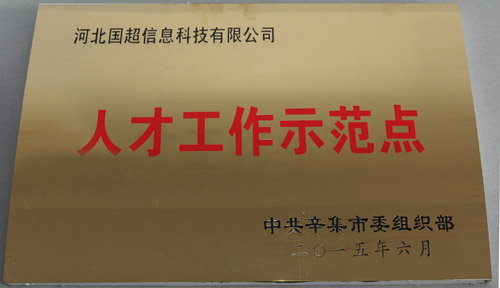 河北国超信息科技有限公司
人才工作示范点
中共辛集市委组织部
二〇一五年六月